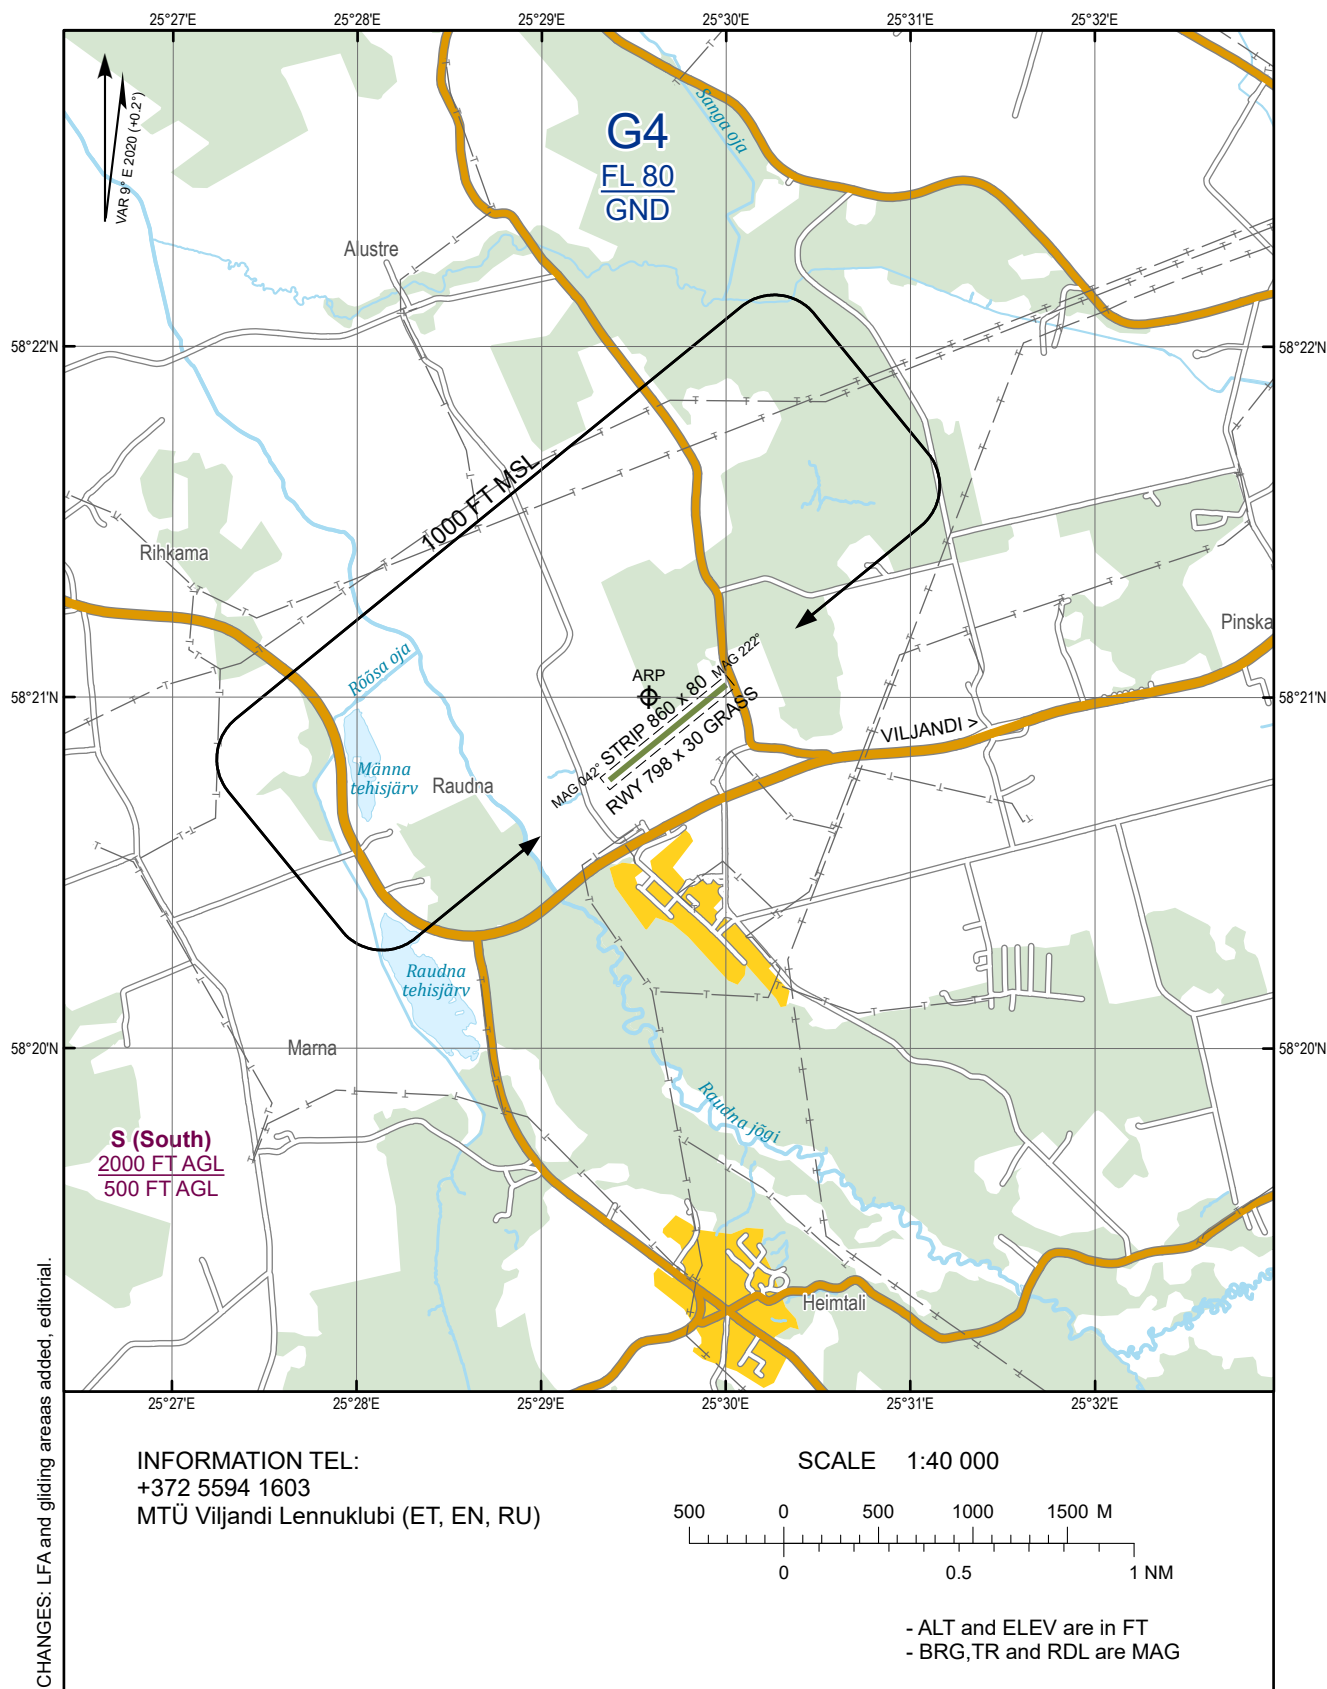 25°27'E 25°28'E 25°29'E 25°30'E 25°31'E 25°32'E
VAR 9° E 2020 (+0.2°)
G4
FL 80
GND
Sanga oja
Alustre
58°22'N 58°22'N
1000 FT MSL
Rihkama
Pinska
Rõõsa oja
ARP
MAG 222°
58°21'N 58°21'N
STRIP 860 x 80
MAG 042°
RWY 798 x 30 GRASS
VILJANDI >
Männa
tehisjärv
Raudna
Raudna
tehisjärv
58°20'N 58°20'N
Marna
Raudna jõgi
S (South)
2000 FT AGL
500 FT AGL
Heimtali
25°27'E 25°28'E 25°29'E 25°30'E 25°31'E 25°32'E
CHANGES: LFA and gliding areaas added, editorial.
INFORMATION TEL:
+372 5594 1603
MTÜ Viljandi Lennuklubi (ET, EN, RU)
SCALE 1:40 000
500 0 500 1000 1500 M
0 0.5 1 NM
- ALT and ELEV are in FT
- BRG,TR and RDL are MAG